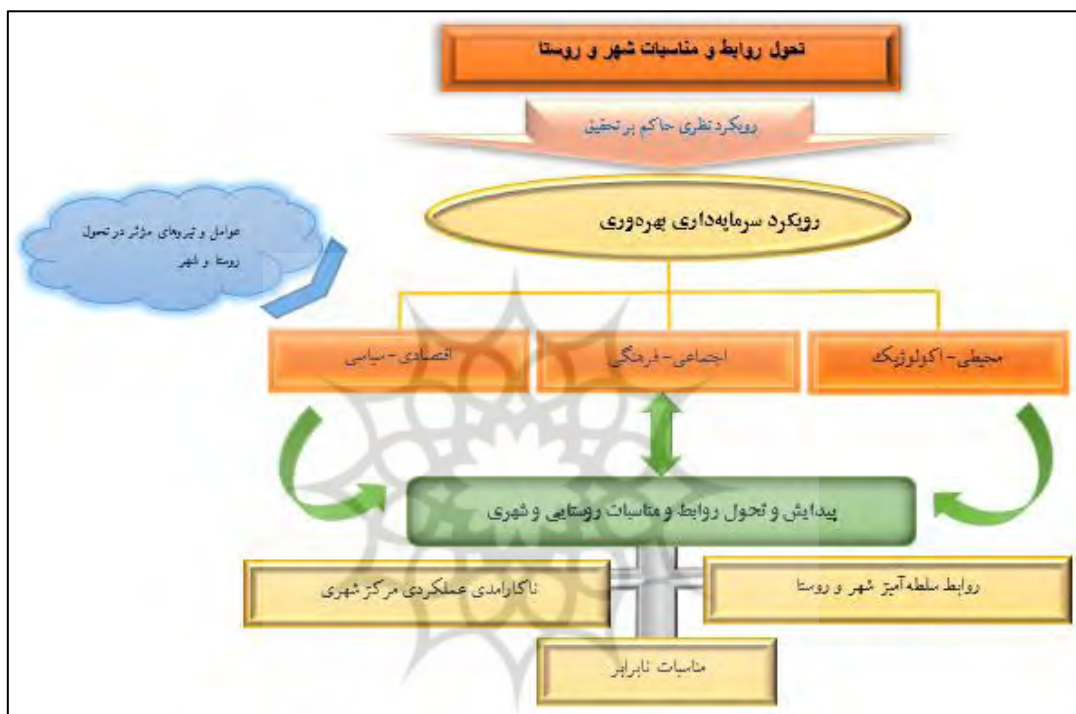 تحول روابط و مناسبات شهر و روستا
رویکرد نظری حاکم بر تحقیق
رویکرد سرمایه‌داری بهره‌وری
عوامل و نیروهای مؤثر در تحول
روستا و شهر
محیطی-اکولوژیک
اجتماعی-فرهنگی
اقتصادی-سیاسی
پیدایش و تحول روابط و مناسبات روستایی و شهری
روابط سلطه‌آمیز شهر و روستا
ناکارامدی عملکردی مرکز شهری
مناسبات نابرابر